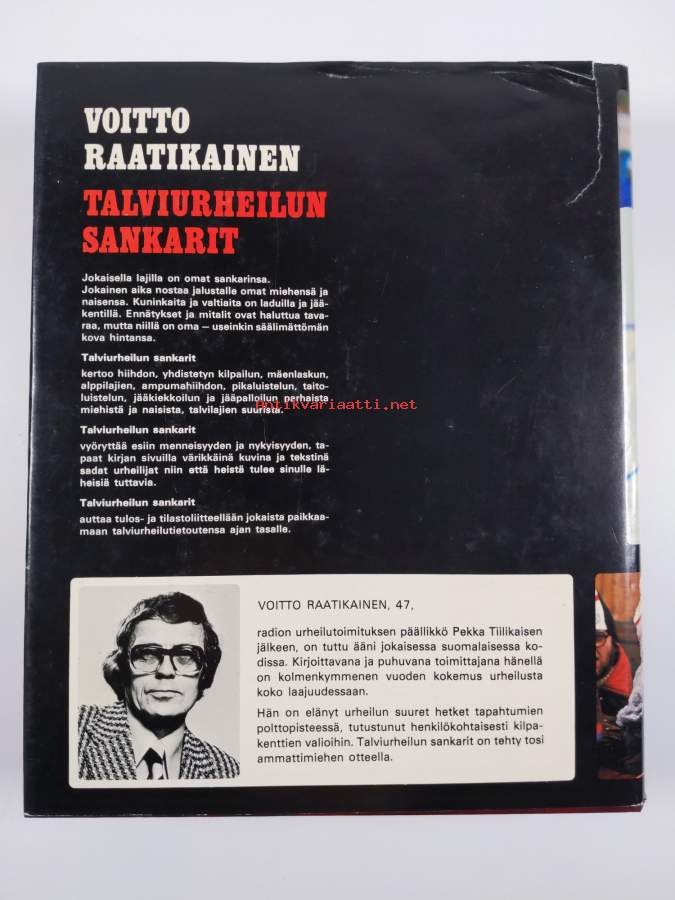 VOITTO
RAATIKAINEN
TALVIURHEILUN
SANKARIT
Jokaisella lajilla on omat sankarinsa.
Jokainen aika nostaa jalustalle omat miehensä ja
naisensa. Kuninkaita ja valtiaita on laduilla ja jää-
kentillä. Ennätykset ja mitalit ovat haluttua tava-
raa, mutta niillä on oma — useinkin säälimättömän
kova hintansa.
Talviurheilun sankarit
kertoo hiihdon, yhdistetyn kilpailun, mäenlaskun,
alppilajien, ampumahiihdon, pikaluistelun, taito-
luistelun, jääkiekkoilun ja jääpalloilun parhaista
miehistä ja naisista, talvilajien suurista.
Antikvariaatti.net
Talviurheilun sankarit
vyöryttää esiin menneisyyden ja nykyisyyden, ta-
paat kirjan sivuilla värikkäinä kuvina ja tekstinä
sadat urheilijat niin että heistä tulee sinulle lä-
heisiä tuttavia.
Talviurheilun sankarit
auttaa tulos- ja tilastoliitteellään jokaista paikkaa-
maan talviurheilutietoutensa ajan tasalle.
VOITTO RAATIKAINEN, 47,
radion urheilutoimituksen päällikkö Pekka Tiilikaisen
jälkeen, on tuttu ääni jokaisessa suomalaisessa ko-
dissa. Kirjoittavana ja puhuvana toimittajana hänellä
on kolmenkymmenen vuoden kokemus urheilusta
koko laajuudessaan.
Hän on elänyt urheilun suuret hetket tapahtumien
polttopisteessä, tutustunut henkilökohtaisesti kilpa-
kenttien valioihin. Talviurheilun sankarit on tehty tosi
ammattimiehen otteella.